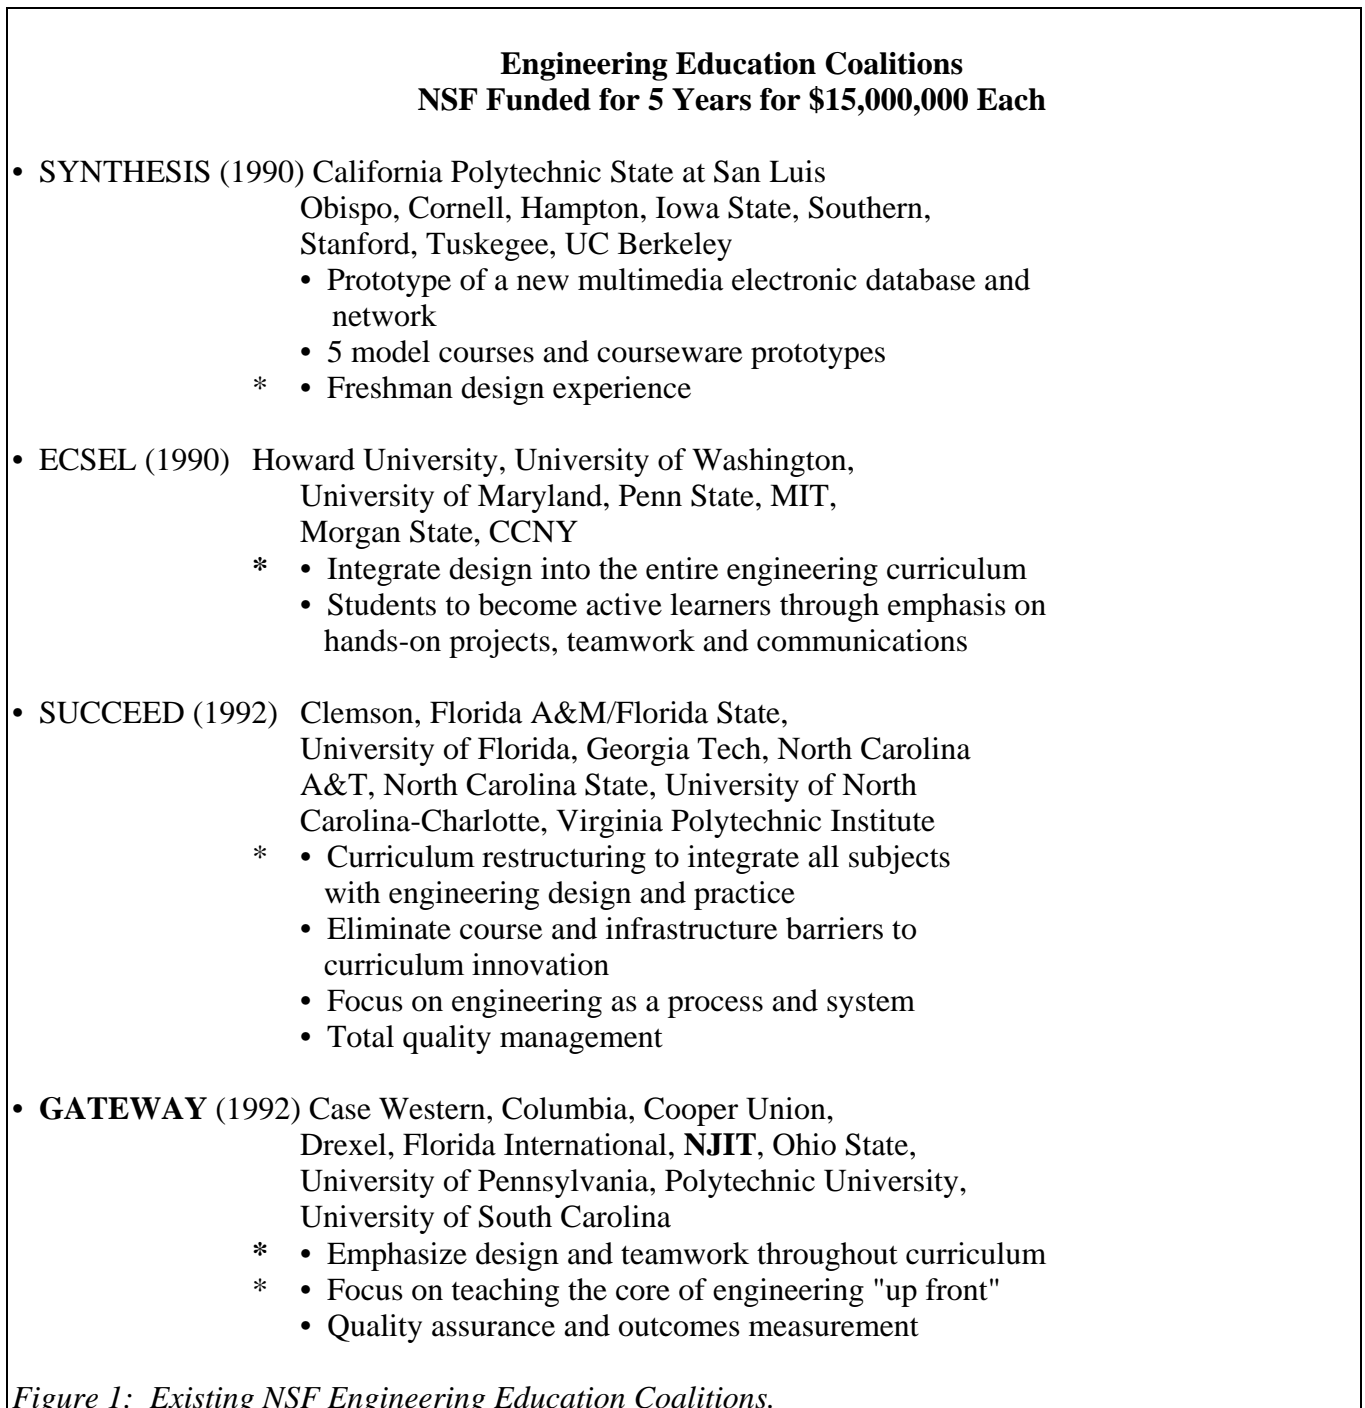 Engineering Education Coalitions
NSF Funded for 5 Years for $15,000,000 Each
• SYNTHESIS (1990) California Polytechnic State at San Luis
Obispo, Cornell, Hampton, Iowa State, Southern,
Stanford, Tuskegee, UC Berkeley
• Prototype of a new multimedia electronic database and
network
• 5 model courses and courseware prototypes
* • Freshman design experience
• ECSEL (1990) Howard University, University of Washington,
University of Maryland, Penn State, MIT,
Morgan State, CCNY
* • Integrate design into the entire engineering curriculum
• Students to become active learners through emphasis on
hands-on projects, teamwork and communications
• SUCCEED (1992) Clemson, Florida A&M/Florida State,
University of Florida, Georgia Tech, North Carolina
A&T, North Carolina State, University of North
Carolina-Charlotte, Virginia Polytechnic Institute
* • Curriculum restructuring to integrate all subjects
with engineering design and practice
• Eliminate course and infrastructure barriers to
curriculum innovation
• Focus on engineering as a process and system
• Total quality management
• GATEWAY (1992) Case Western, Columbia, Cooper Union,
Drexel, Florida International, NJIT, Ohio State,
University of Pennsylvania, Polytechnic University,
University of South Carolina
* • Emphasize design and teamwork throughout curriculum
* • Focus on teaching the core of engineering "up front"
• Quality assurance and outcomes measurement
Figure 1: Existing NSF Engineering Education Coalitions.